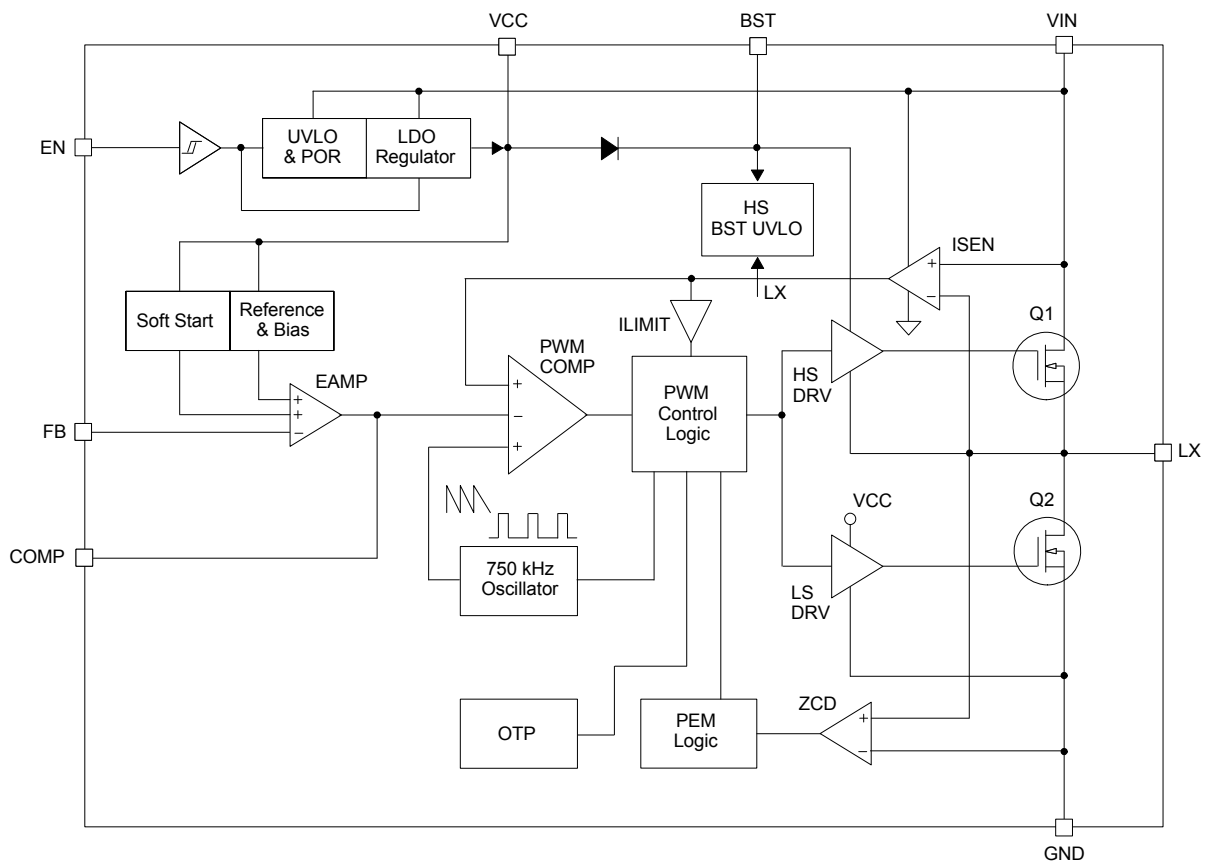 VCC
BST
VIN
EN
UVLO
& POR
LDO
Regulator
HS
BST UVLO
LX
ISEN
Soft Start
Reference
& Bias
ILIMIT
Q1
EAMP
PWM
COMP
PWM
Control
Logic
HS
DRV
FB
LX
VCC
Q2
COMP
750 kHz
Oscillator
LS
DRV
OTP
PEM
Logic
ZCD
GND